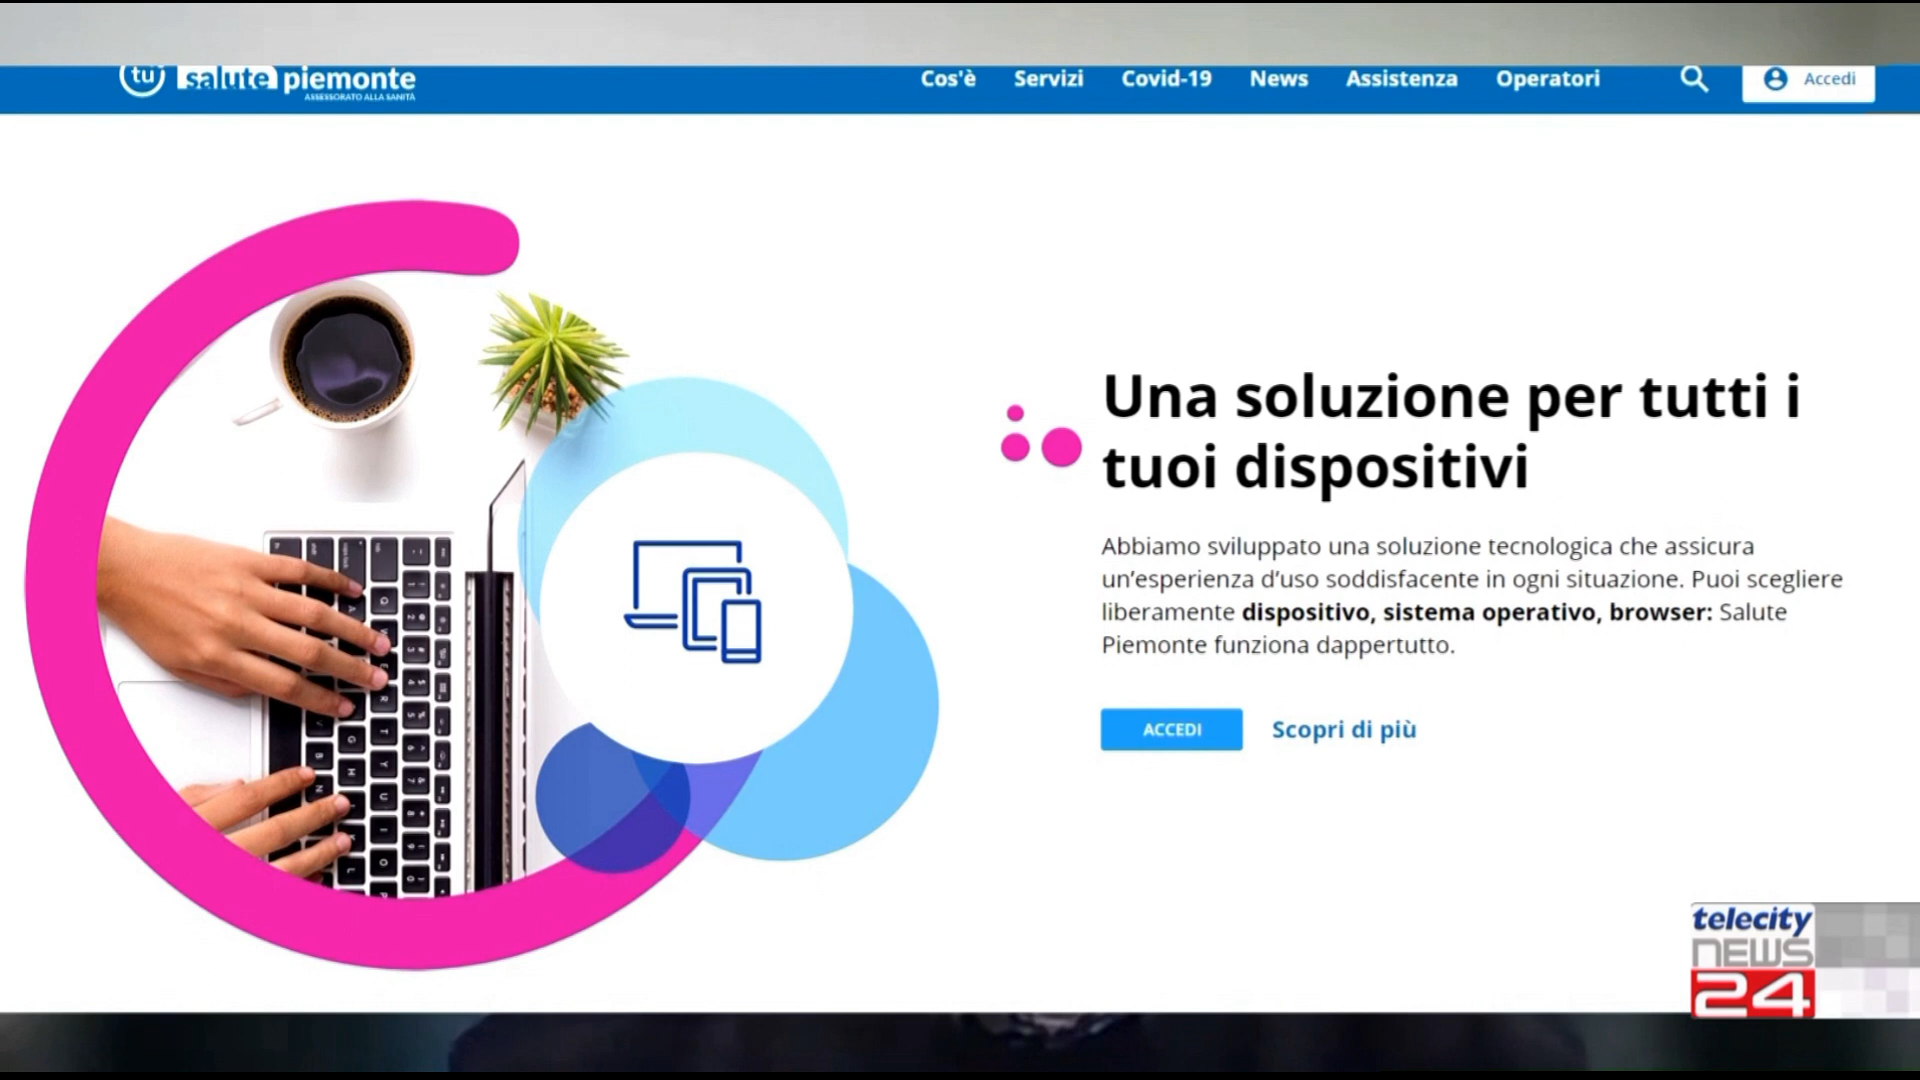 tu salute piemonte
ASSESSORATO ALLA SANITÀ
Cos'è Servizi Covid-19 News Assistenza Operatori Accedi
Una soluzione per tutti i
tuoi dispositivi
Abbiamo sviluppato una soluzione tecnologica che assicura
un’esperienza d’uso soddisfacente in ogni situazione. Puoi scegliere
liberamente dispositivo, sistema operativo, browser: Salute
Piemonte funziona dappertutto.
ACCEDI Scopri di più
telecity
NEWS
24